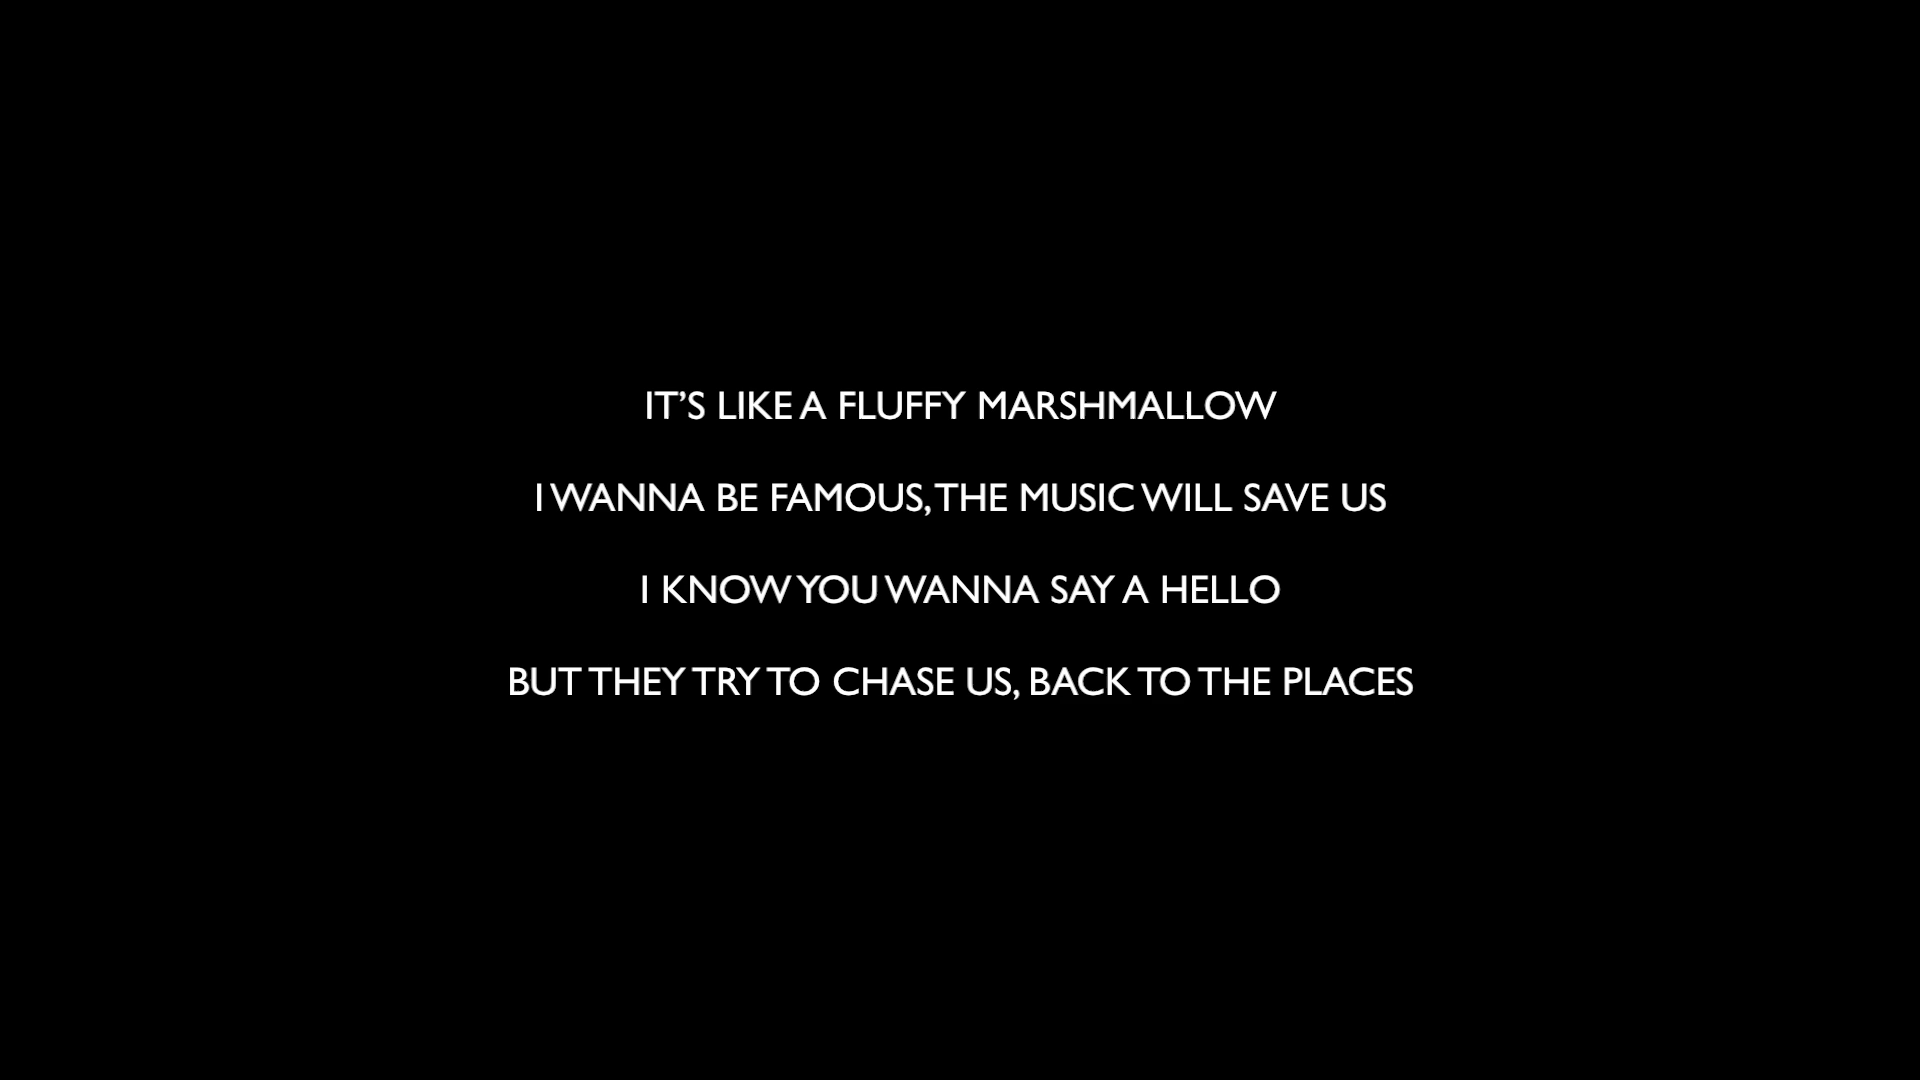 IT’S LIKE A FLUFFY MARSHMALLOW
I WANNA BE FAMOUS, THE MUSIC WILL SAVE US
I KNOW YOU WANNA SAY A HELLO
BUT THEY TRY TO CHASE US, BACK TO THE PLACES